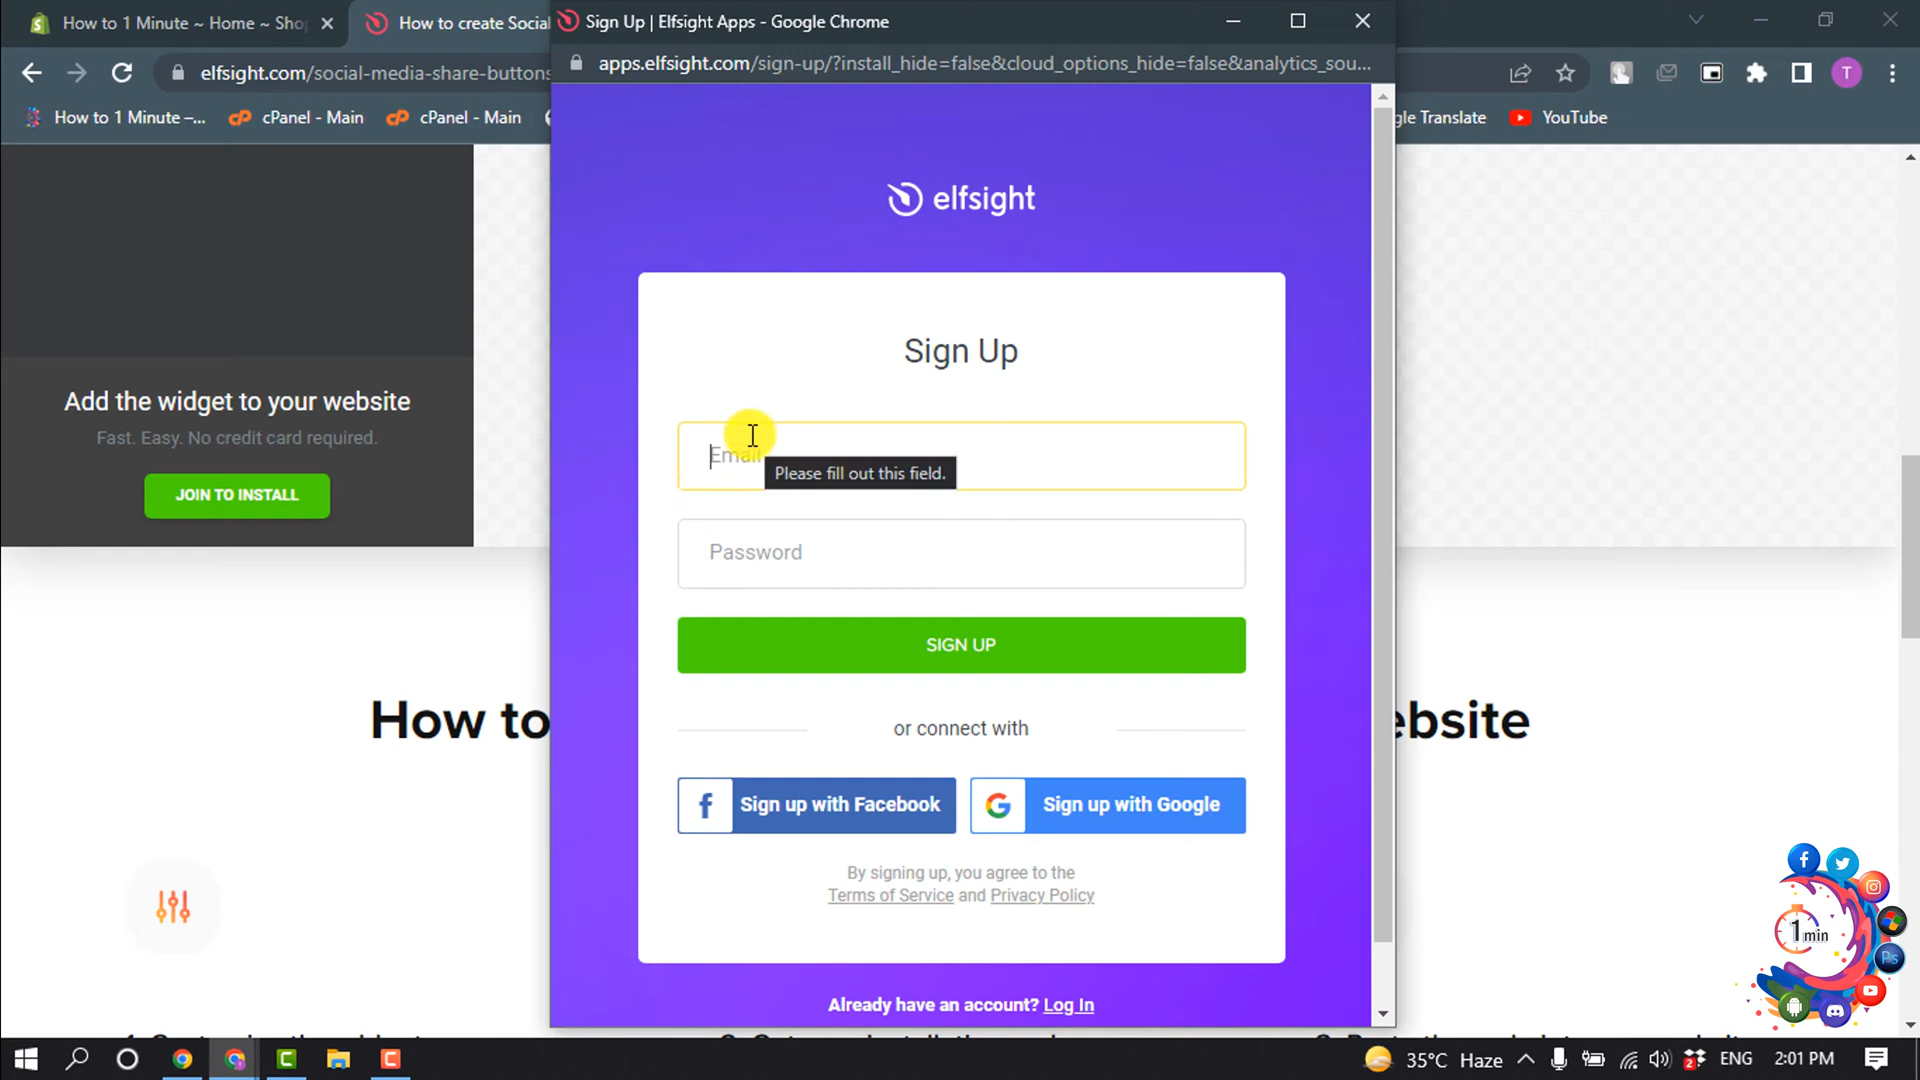 How to 1 Minute ~ Home ~ Sho
How to create Social
Sign Up | Elfsight Apps - Google Chrome
elfsight.com/social-media-share-buttons
apps.elfsight.com/sign-up/?install_hide=false&cloud_options_hide=false&analytics_sou...
T
How to 1 Minute –...
cPanel - Main
cPanel - Main
gle Translate
YouTube
elfsight
Sign Up
Add the widget to your website
Fast. Easy. No credit card required.
JOIN TO INSTALL
Email
Please fill out this field.
Password
SIGN UP
How to
ebsite
or connect with
Sign up with Facebook
Sign up with Google
By signing up, you agree to the
Terms of Service and Privacy Policy
Already have an account? Log In
1 min
Ps
35°C Haze
2
ENG
2:01 PM